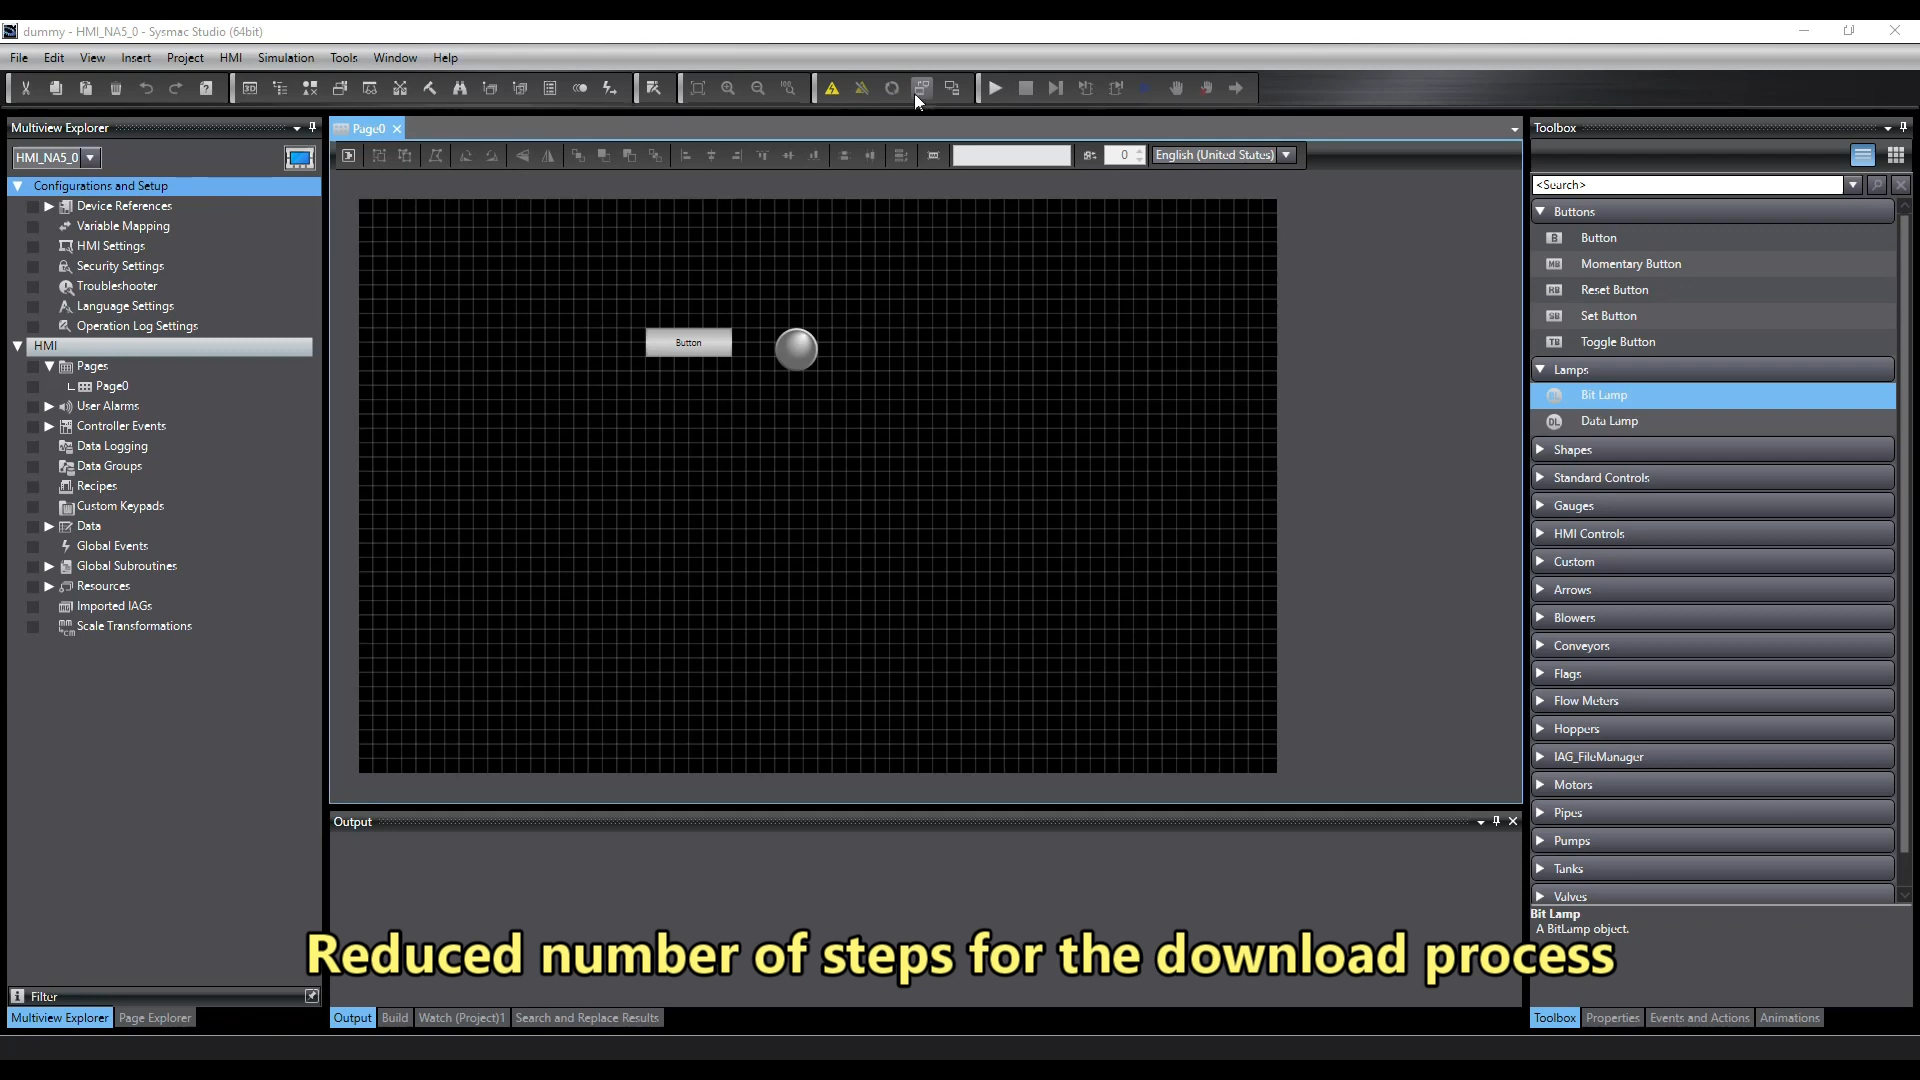 dummy - HMI_NA5_0 - Sysmac Studio (64bit)
File Edit View Insert Project HMI Simulation Tools Window Help
Multiview Explorer
HMI_NA5_0
Configurations and Setup
Device References
Variable Mapping
HMI Settings
Security Settings
Troubleshooter
Language Settings
Operation Log Settings
HMI
Pages
Page0
User Alarms
Controller Events
Data Logging
Data Groups
Recipes
Custom Keypads
Data
Global Events
Global Subroutines
Resources
Imported IAGs
Scale Transformations
Filter
Multiview Explorer Page Explorer
Page0
0 English (United States)
Button
Output
Reduced number of steps for the download process
Output Build Watch (Project)1 Search and Replace Results
Toolbox
<Search>
Buttons
B Button
MB Momentary Button
RB Reset Button
SB Set Button
TB Toggle Button
Lamps
BL Bit Lamp
DL Data Lamp
Shapes
Standard Controls
Gauges
HMI Controls
Custom
Arrows
Blowers
Conveyors
Flags
Flow Meters
Hoppers
IAG_FileManager
Motors
Pipes
Pumps
Tanks
Valves
Bit Lamp
A BitLamp object.
Toolbox Properties Events and Actions Animations